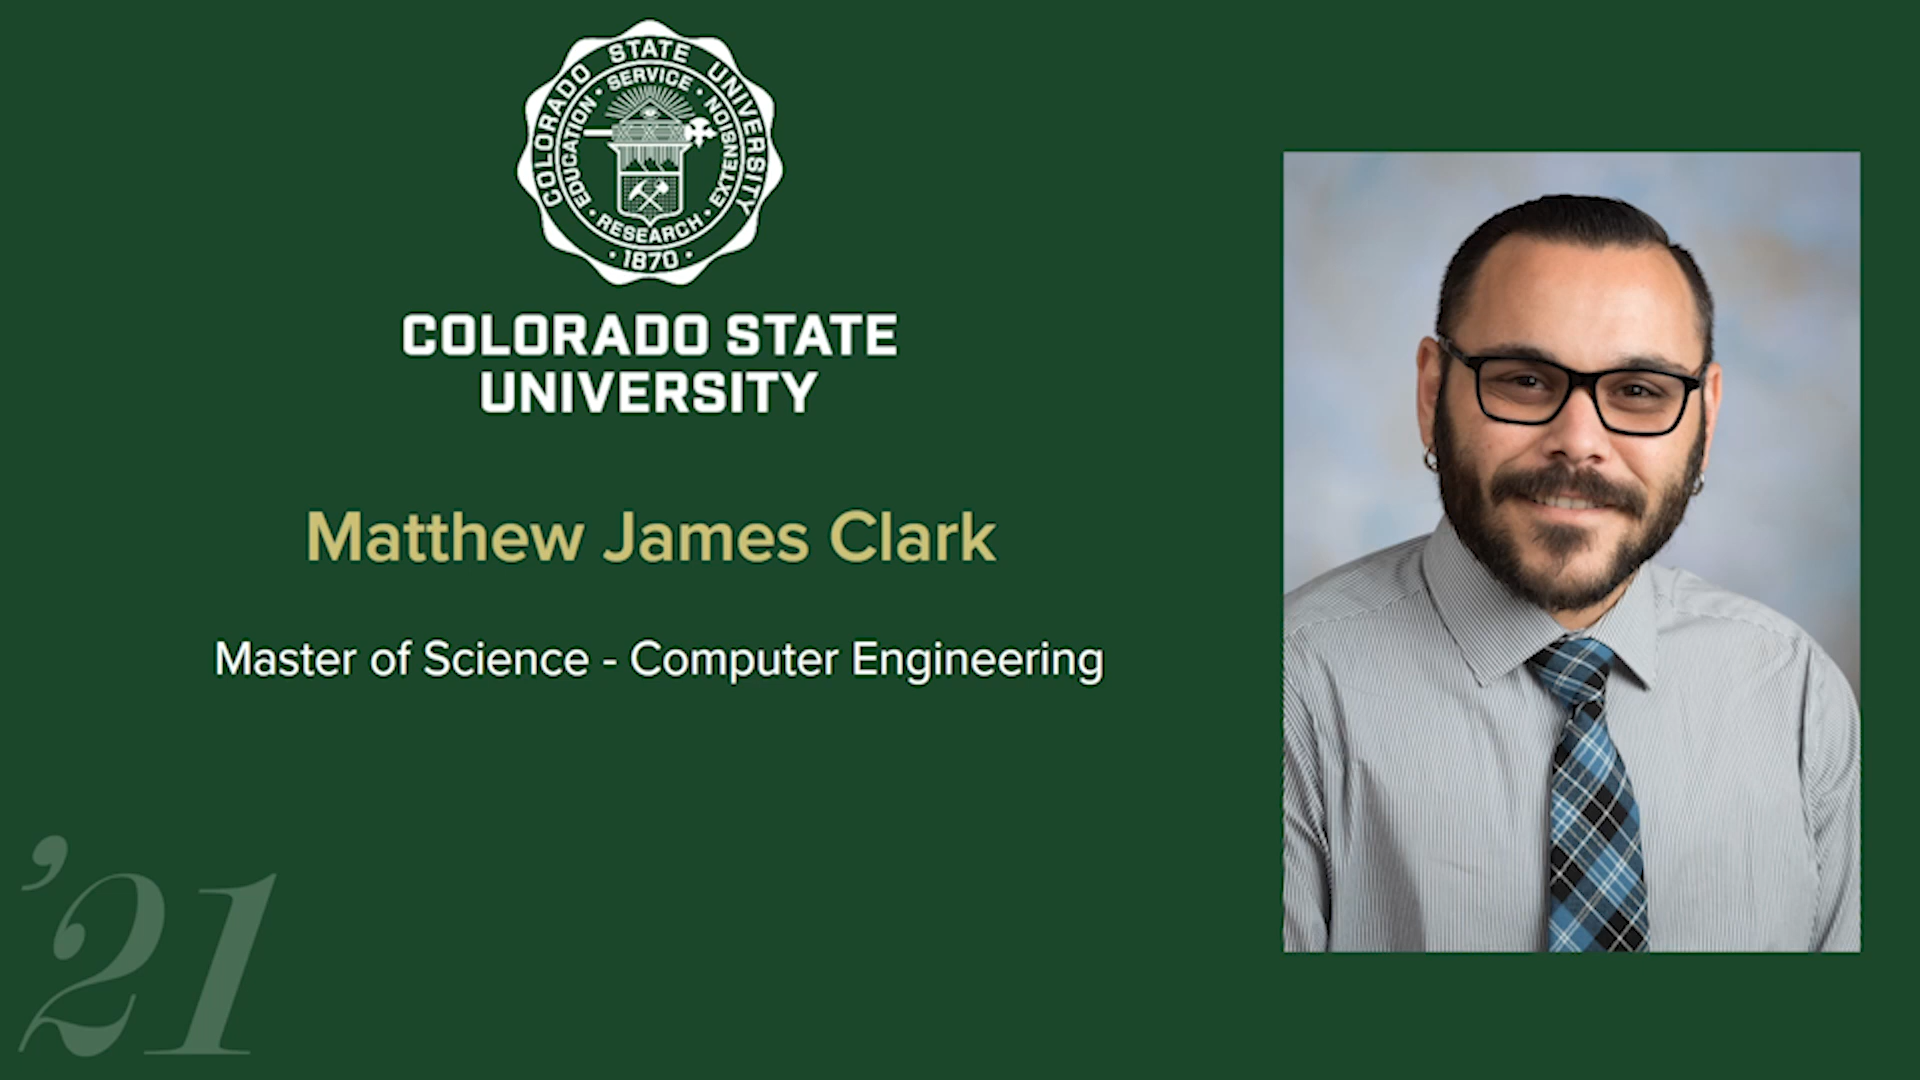 COLORADO STATE UNIVERSITY
EDUCATION • SERVICE • EXTENSION • RESEARCH
• 1870 •
COLORADO STATE
UNIVERSITY
Matthew James Clark
Master of Science - Computer Engineering
’21